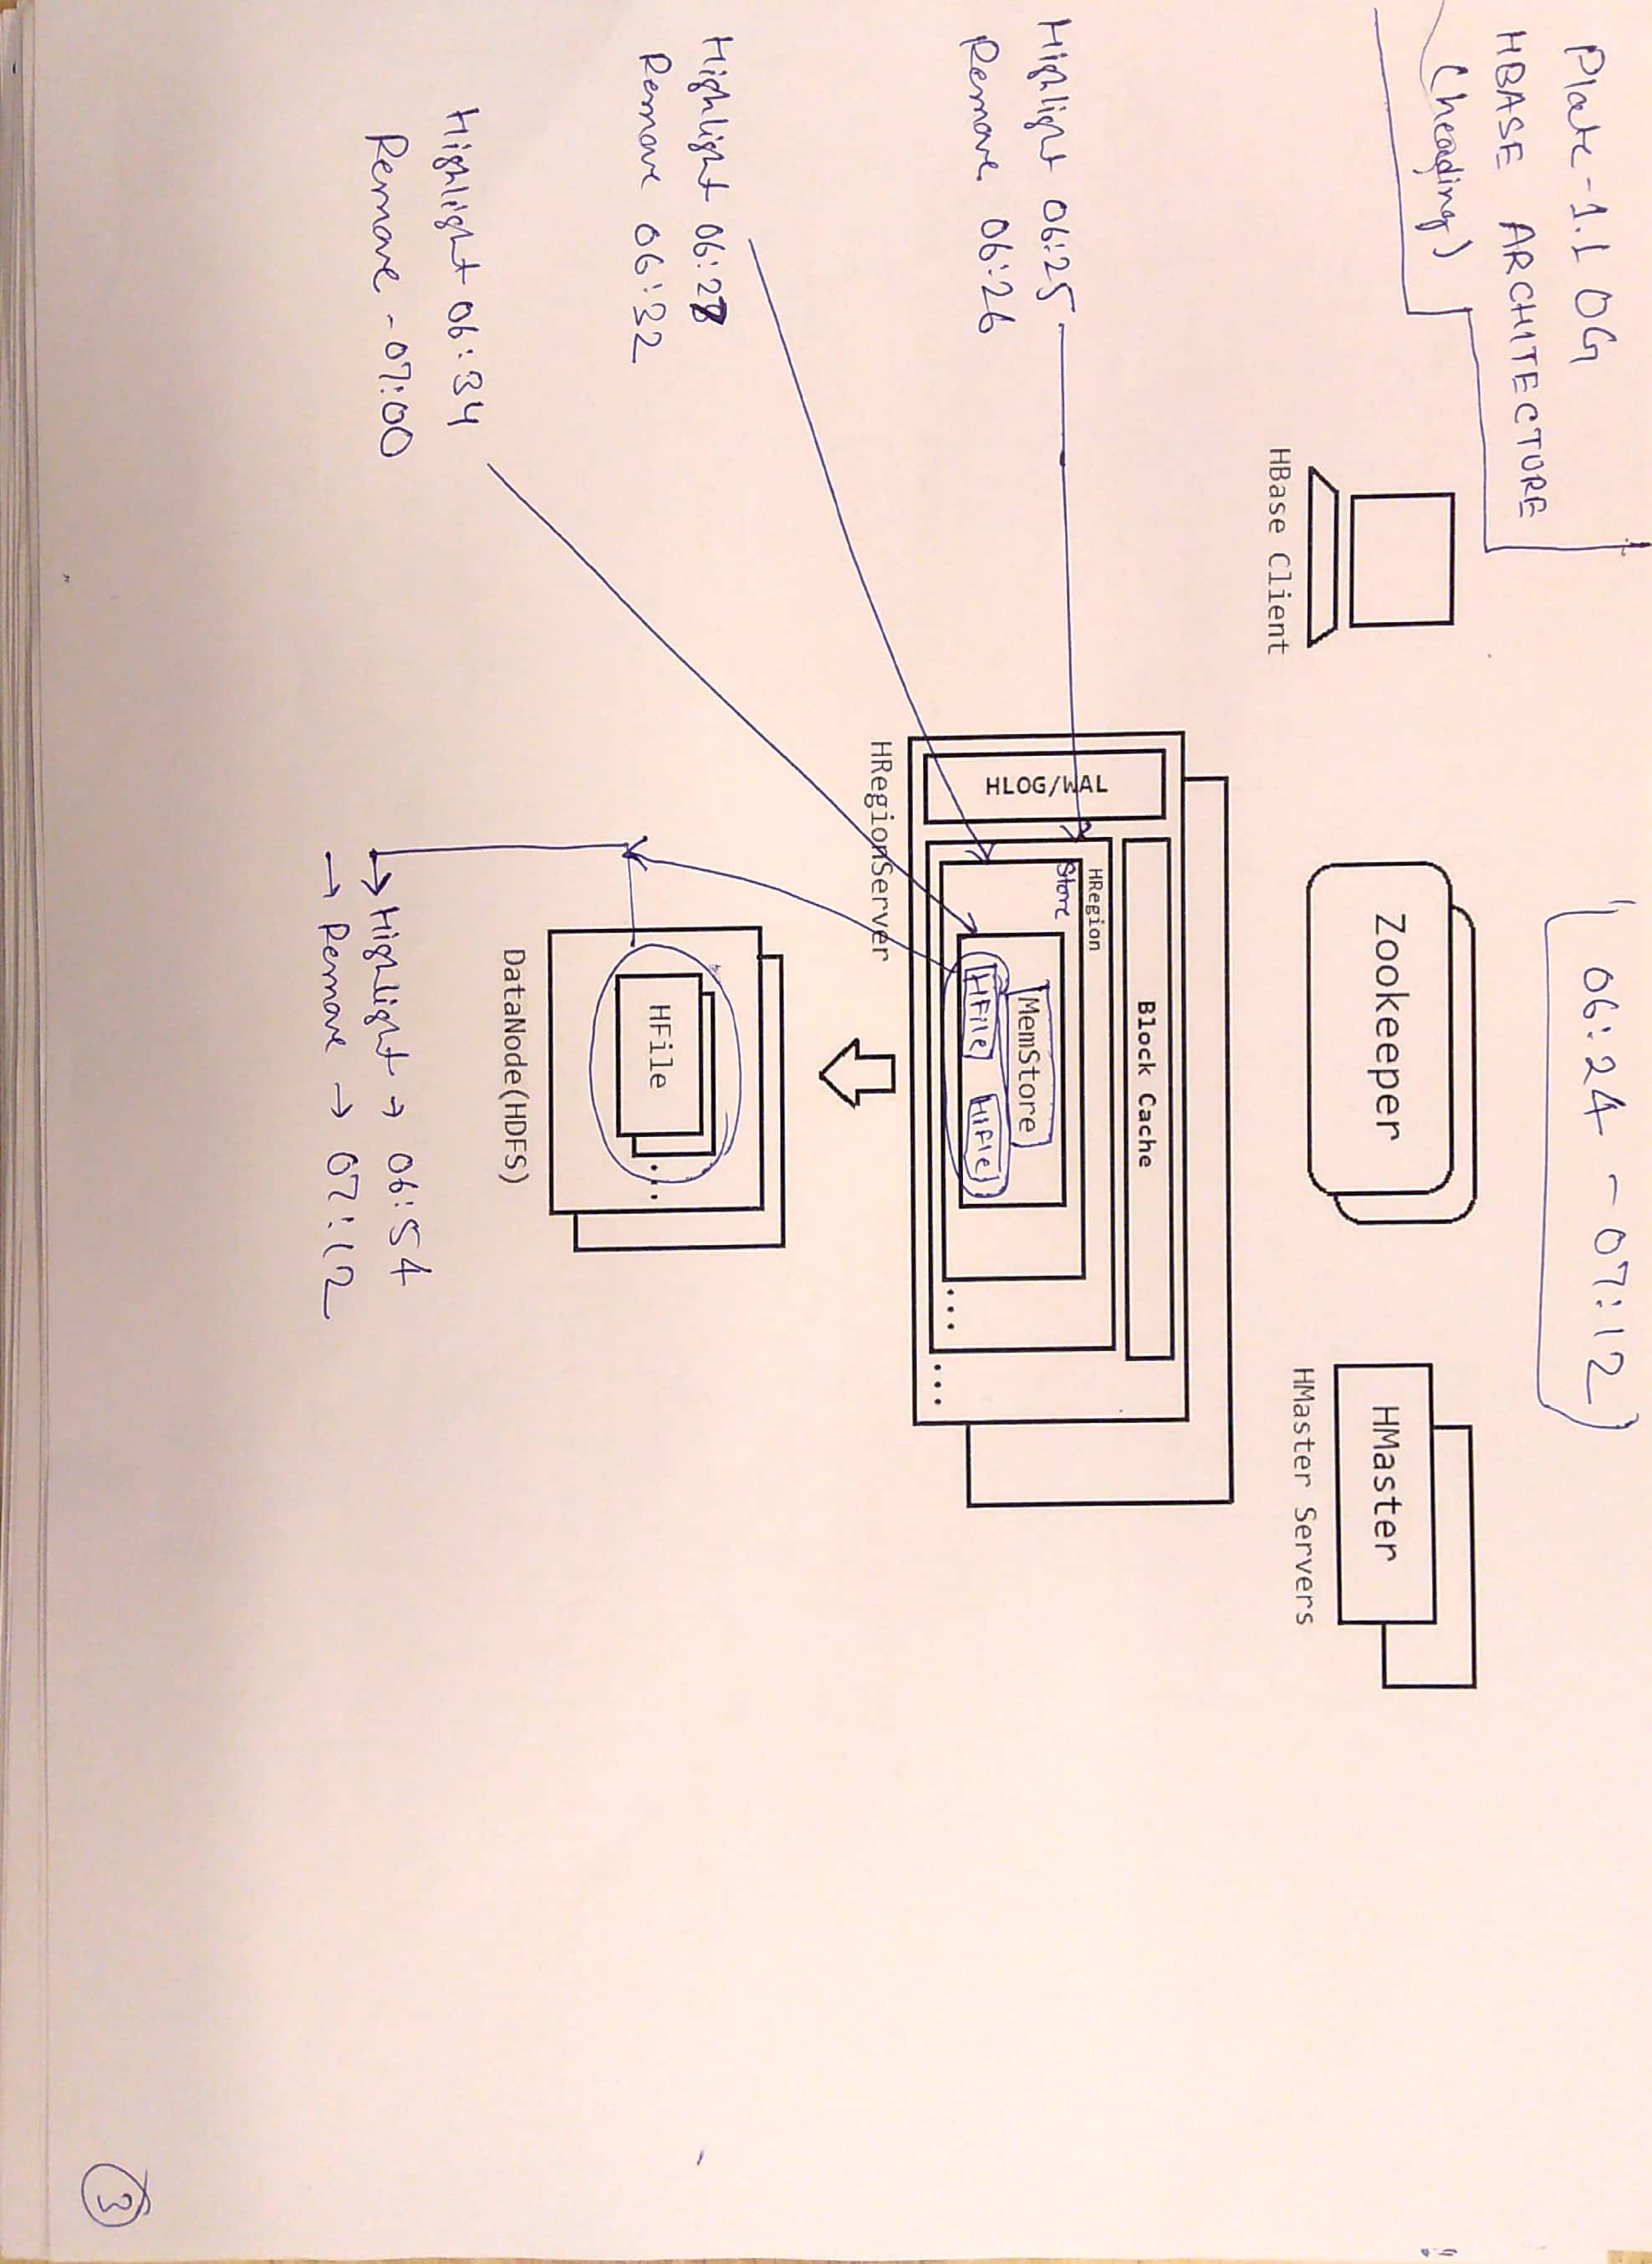 Plate-1.1 OG
HBASE ARCHITECTURE
(heading)
06:24 - 07:12
Zookeeper
HMaster
HMaster Servers
HBase Client
Block Cache
HLOG/WAL
HRegion
Store
MemStore
HFile HFile
... ...
HRegionServer
Highlight 06:25
Remove 06:26
Highlight 06:28
Remove 06:32
HFile ...
DataNode(HDFS)
Highlight 06:34
Remove - 07:00
→ Highlight → 06:54
→ Remove → 07:12
3